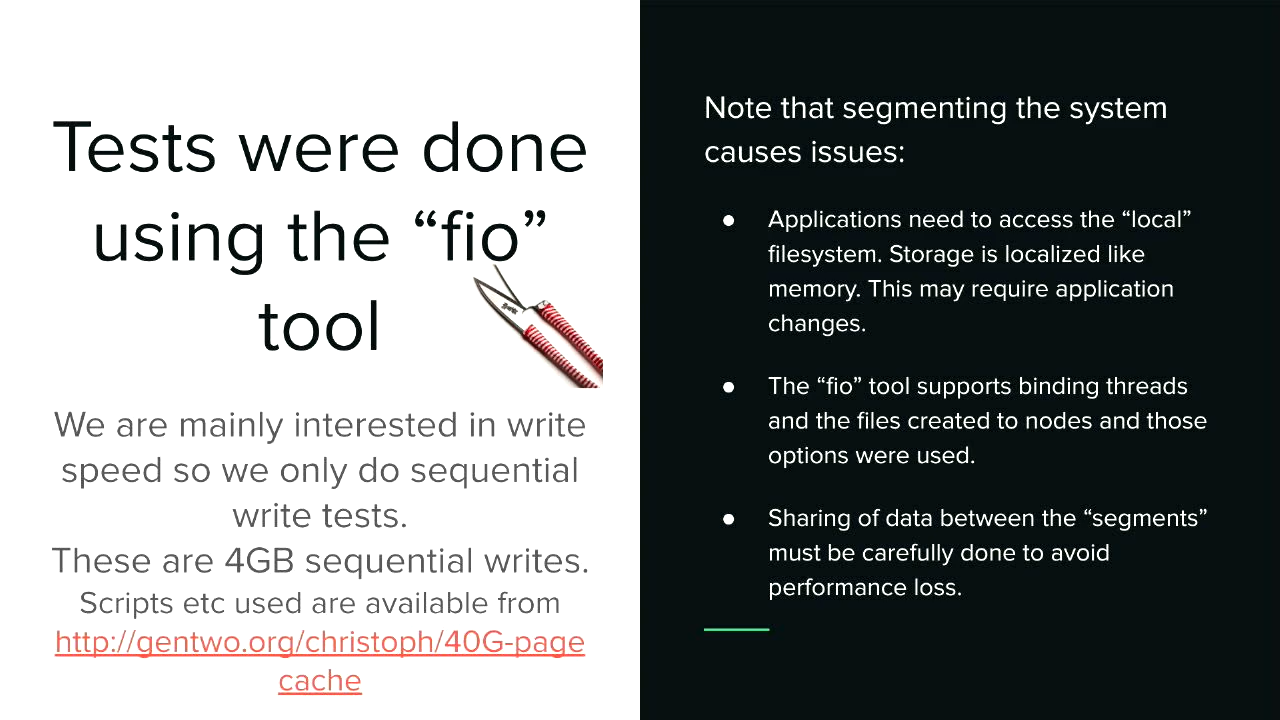 Tests were done
using the “fio”
tool
We are mainly interested in write
speed so we only do sequential
write tests.
These are 4GB sequential writes.
Scripts etc used are available from
http://gentwo.org/christoph/40G-page
cache
Note that segmenting the system
causes issues:
● Applications need to access the “local”
filesystem. Storage is localized like
memory. This may require application
changes.
● The “fio” tool supports binding threads
and the files created to nodes and those
options were used.
● Sharing of data between the “segments”
must be carefully done to avoid
performance loss.